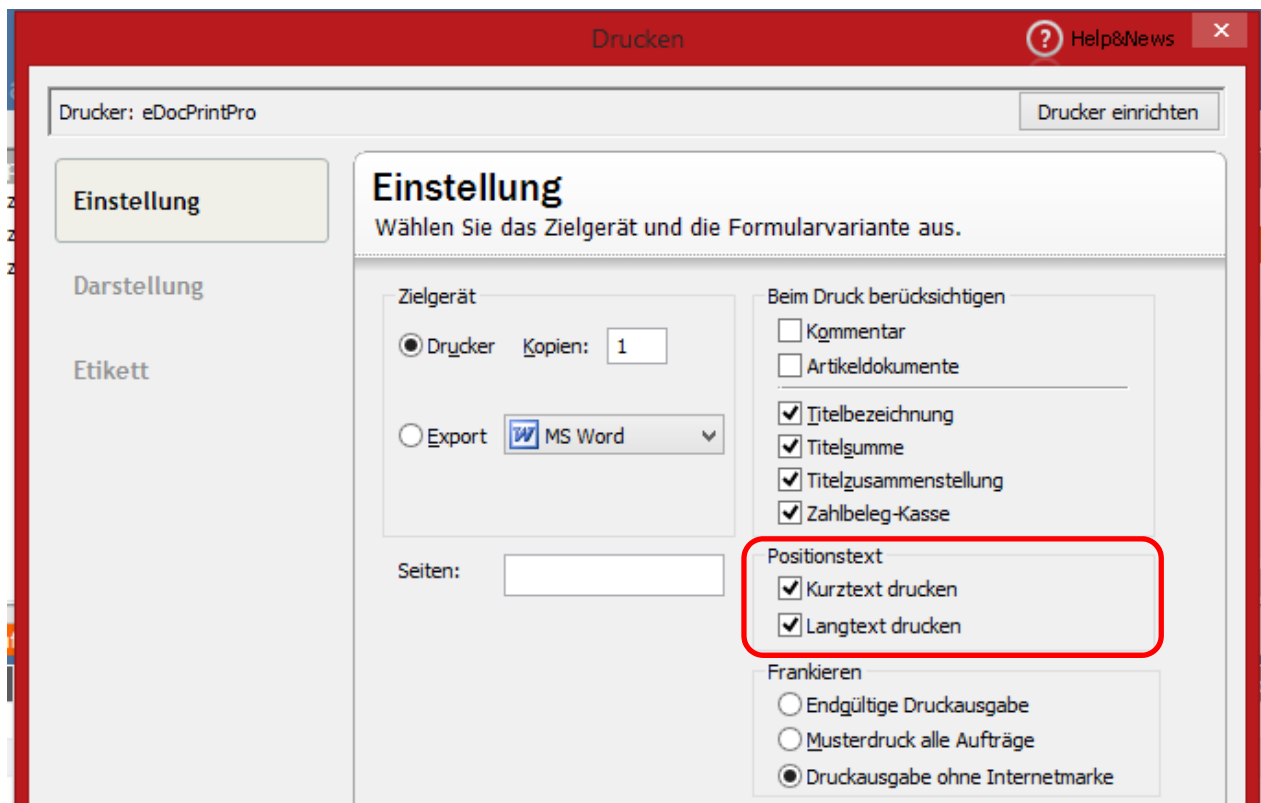 Drucken
Help&News
Drucker: eDocPrintPro
Drucker einrichten
Einstellung
Darstellung
Etikett
Einstellung
Wählen Sie das Zielgerät und die Formularvariante aus.
Zielgerät
Drucker Kopien: 1
Export MS Word
Seiten:
Beim Druck berücksichtigen
Kommentar
Artikeldokumente
Titelbezeichnung
Titelsumme
Titelzusammenstellung
Zahlbeleg-Kasse
Positionstext
Kurztext drucken
Langtext drucken
Frankieren
Endgültige Druckausgabe
Musterdruck alle Aufträge
Druckausgabe ohne Internetmarke